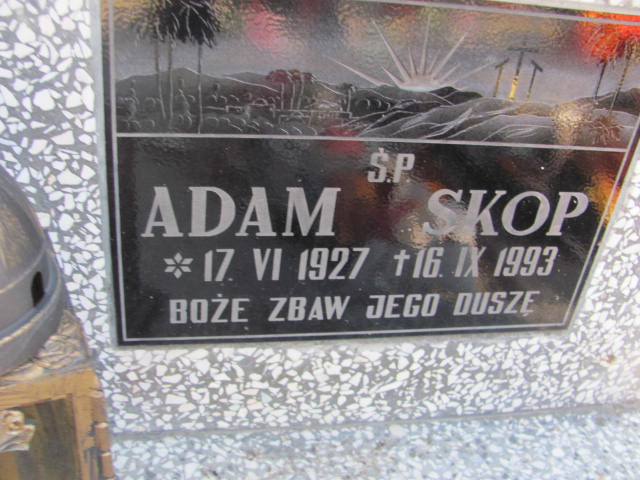 Ś.P
ADAM SKOP
* 17. VI 1927 †16. IX 1993
BOŻE ZBAW JEGO DUSZĘ